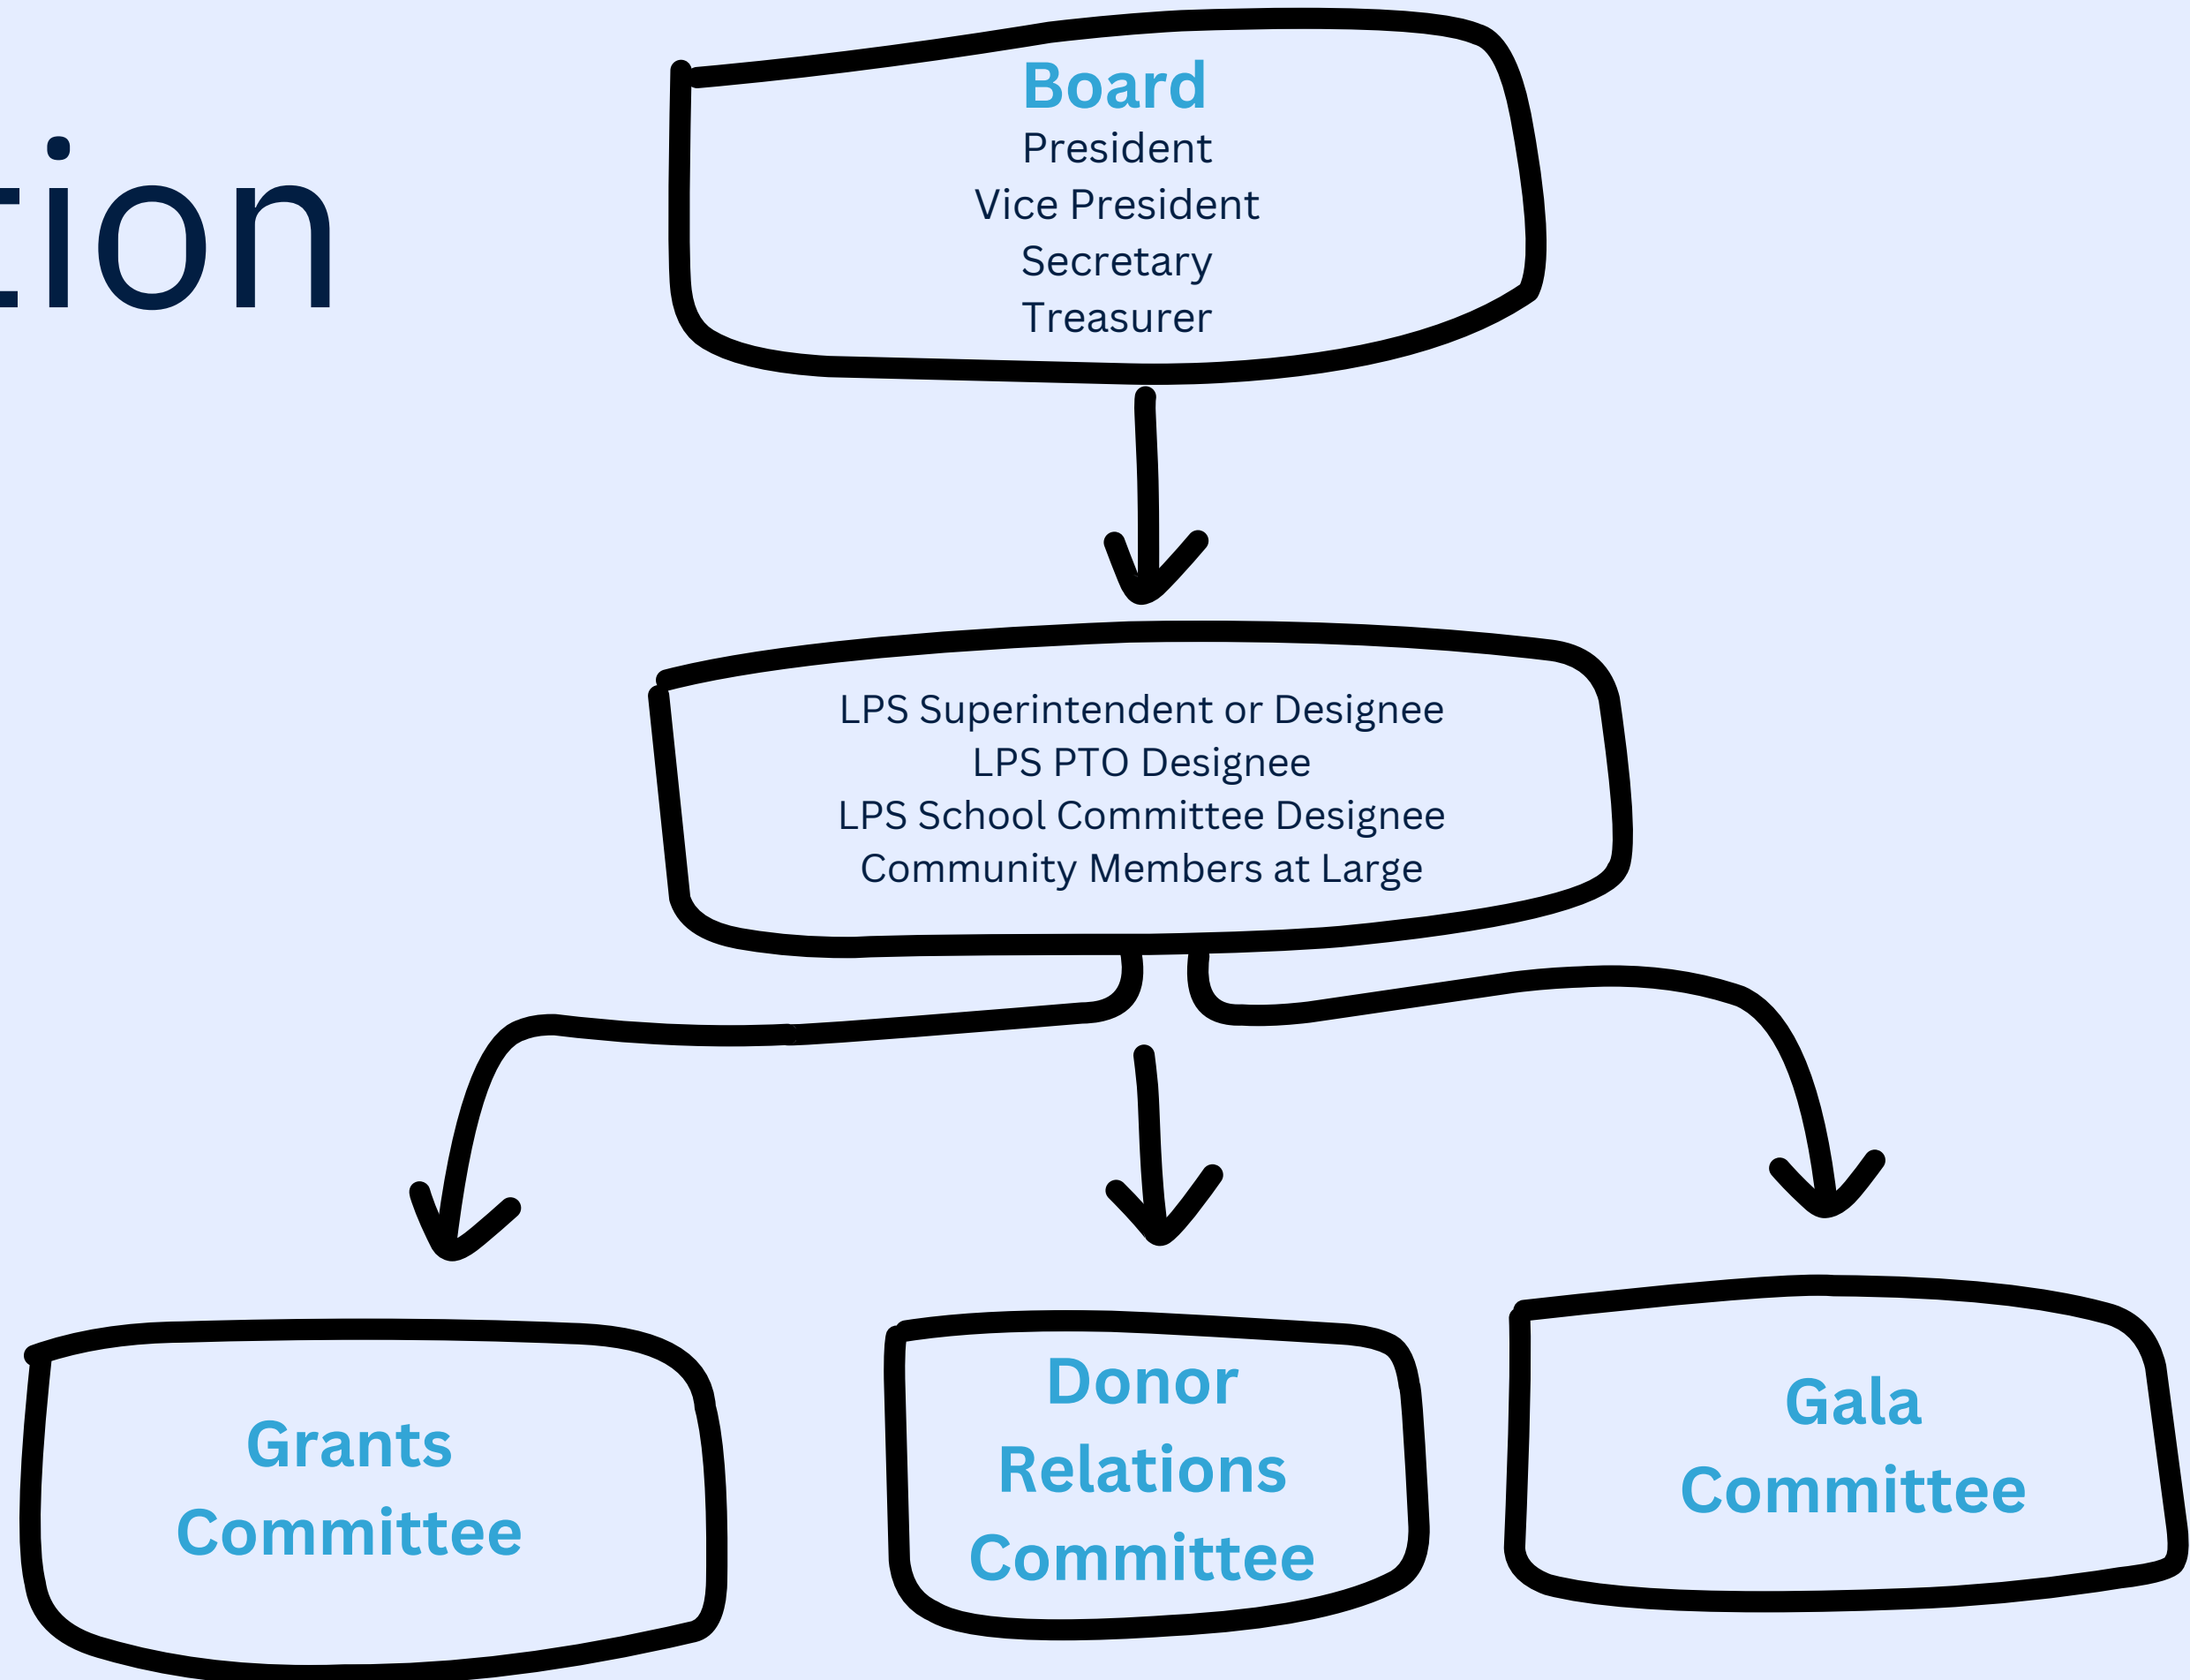 tion
Board
President
Vice President
Secretary
Treasurer
LPS Superintendent or Designee
LPS PTO Designee
LPS School Committee Designee
Community Members at Large
Grants
Committee
Donor
Relations
Committee
Gala
Committee